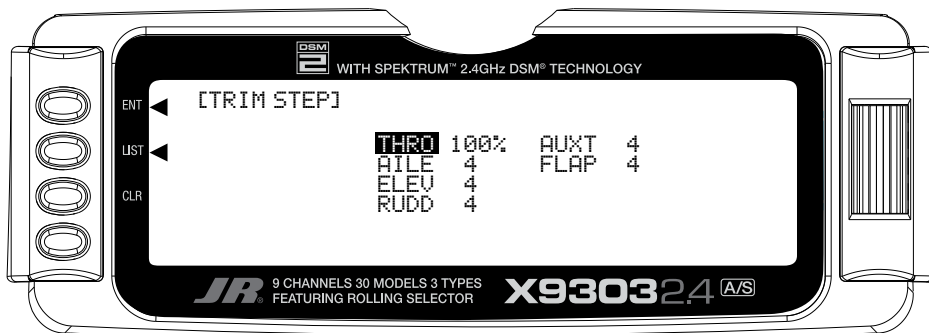 DSM
2
WITH SPEKTRUM™ 2.4GHz DSM® TECHNOLOGY
ENT
LIST
CLR
[TRIM STEP]
THRO 100% AUXT 4
AILE 4 FLAP 4
ELEV 4
RUDD 4
JR®
9 CHANNELS 30 MODELS 3 TYPES
FEATURING ROLLING SELECTOR
X9303 2.4 A/S